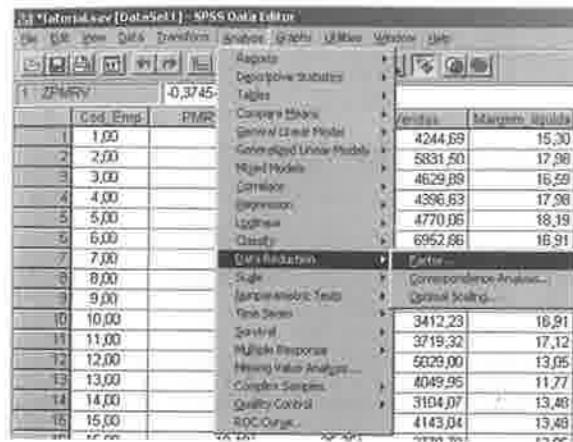 *fatorial.sav [DataSet1] - SPSS Data Editor
File Edit View Data Transform Analyze Graphs Utilities Window Help
1 : ZPMRV -0,3745
Cod_Emp PMR Vendas Margem_liquida
1 1,00 4244,69 15,30
2 2,00 5831,50 17,98
3 3,00 4629,89 16,59
4 4,00 4396,63 17,98
5 5,00 4770,66 18,19
6 6,00 6952,66 16,91
7 7,00
8 8,00
9 9,00
10 10,00 3412,23 16,91
11 11,00 3719,32 17,12
12 12,00 5029,00 13,05
13 13,00 4049,95 11,77
14 14,00 3104,07 13,48
15 15,00 4143,04 13,48
Reports
Descriptive Statistics
Tables
Compare Means
General Linear Model
Generalized Linear Models
Mixed Models
Correlate
Regression
Loglinear
Classify
Data Reduction
Scale
Nonparametric Tests
Time Series
Survival
Multiple Response
Missing Value Analysis...
Complex Samples
Quality Control
ROC Curve...
Factor...
Correspondence Analysis...
Optimal Scaling...